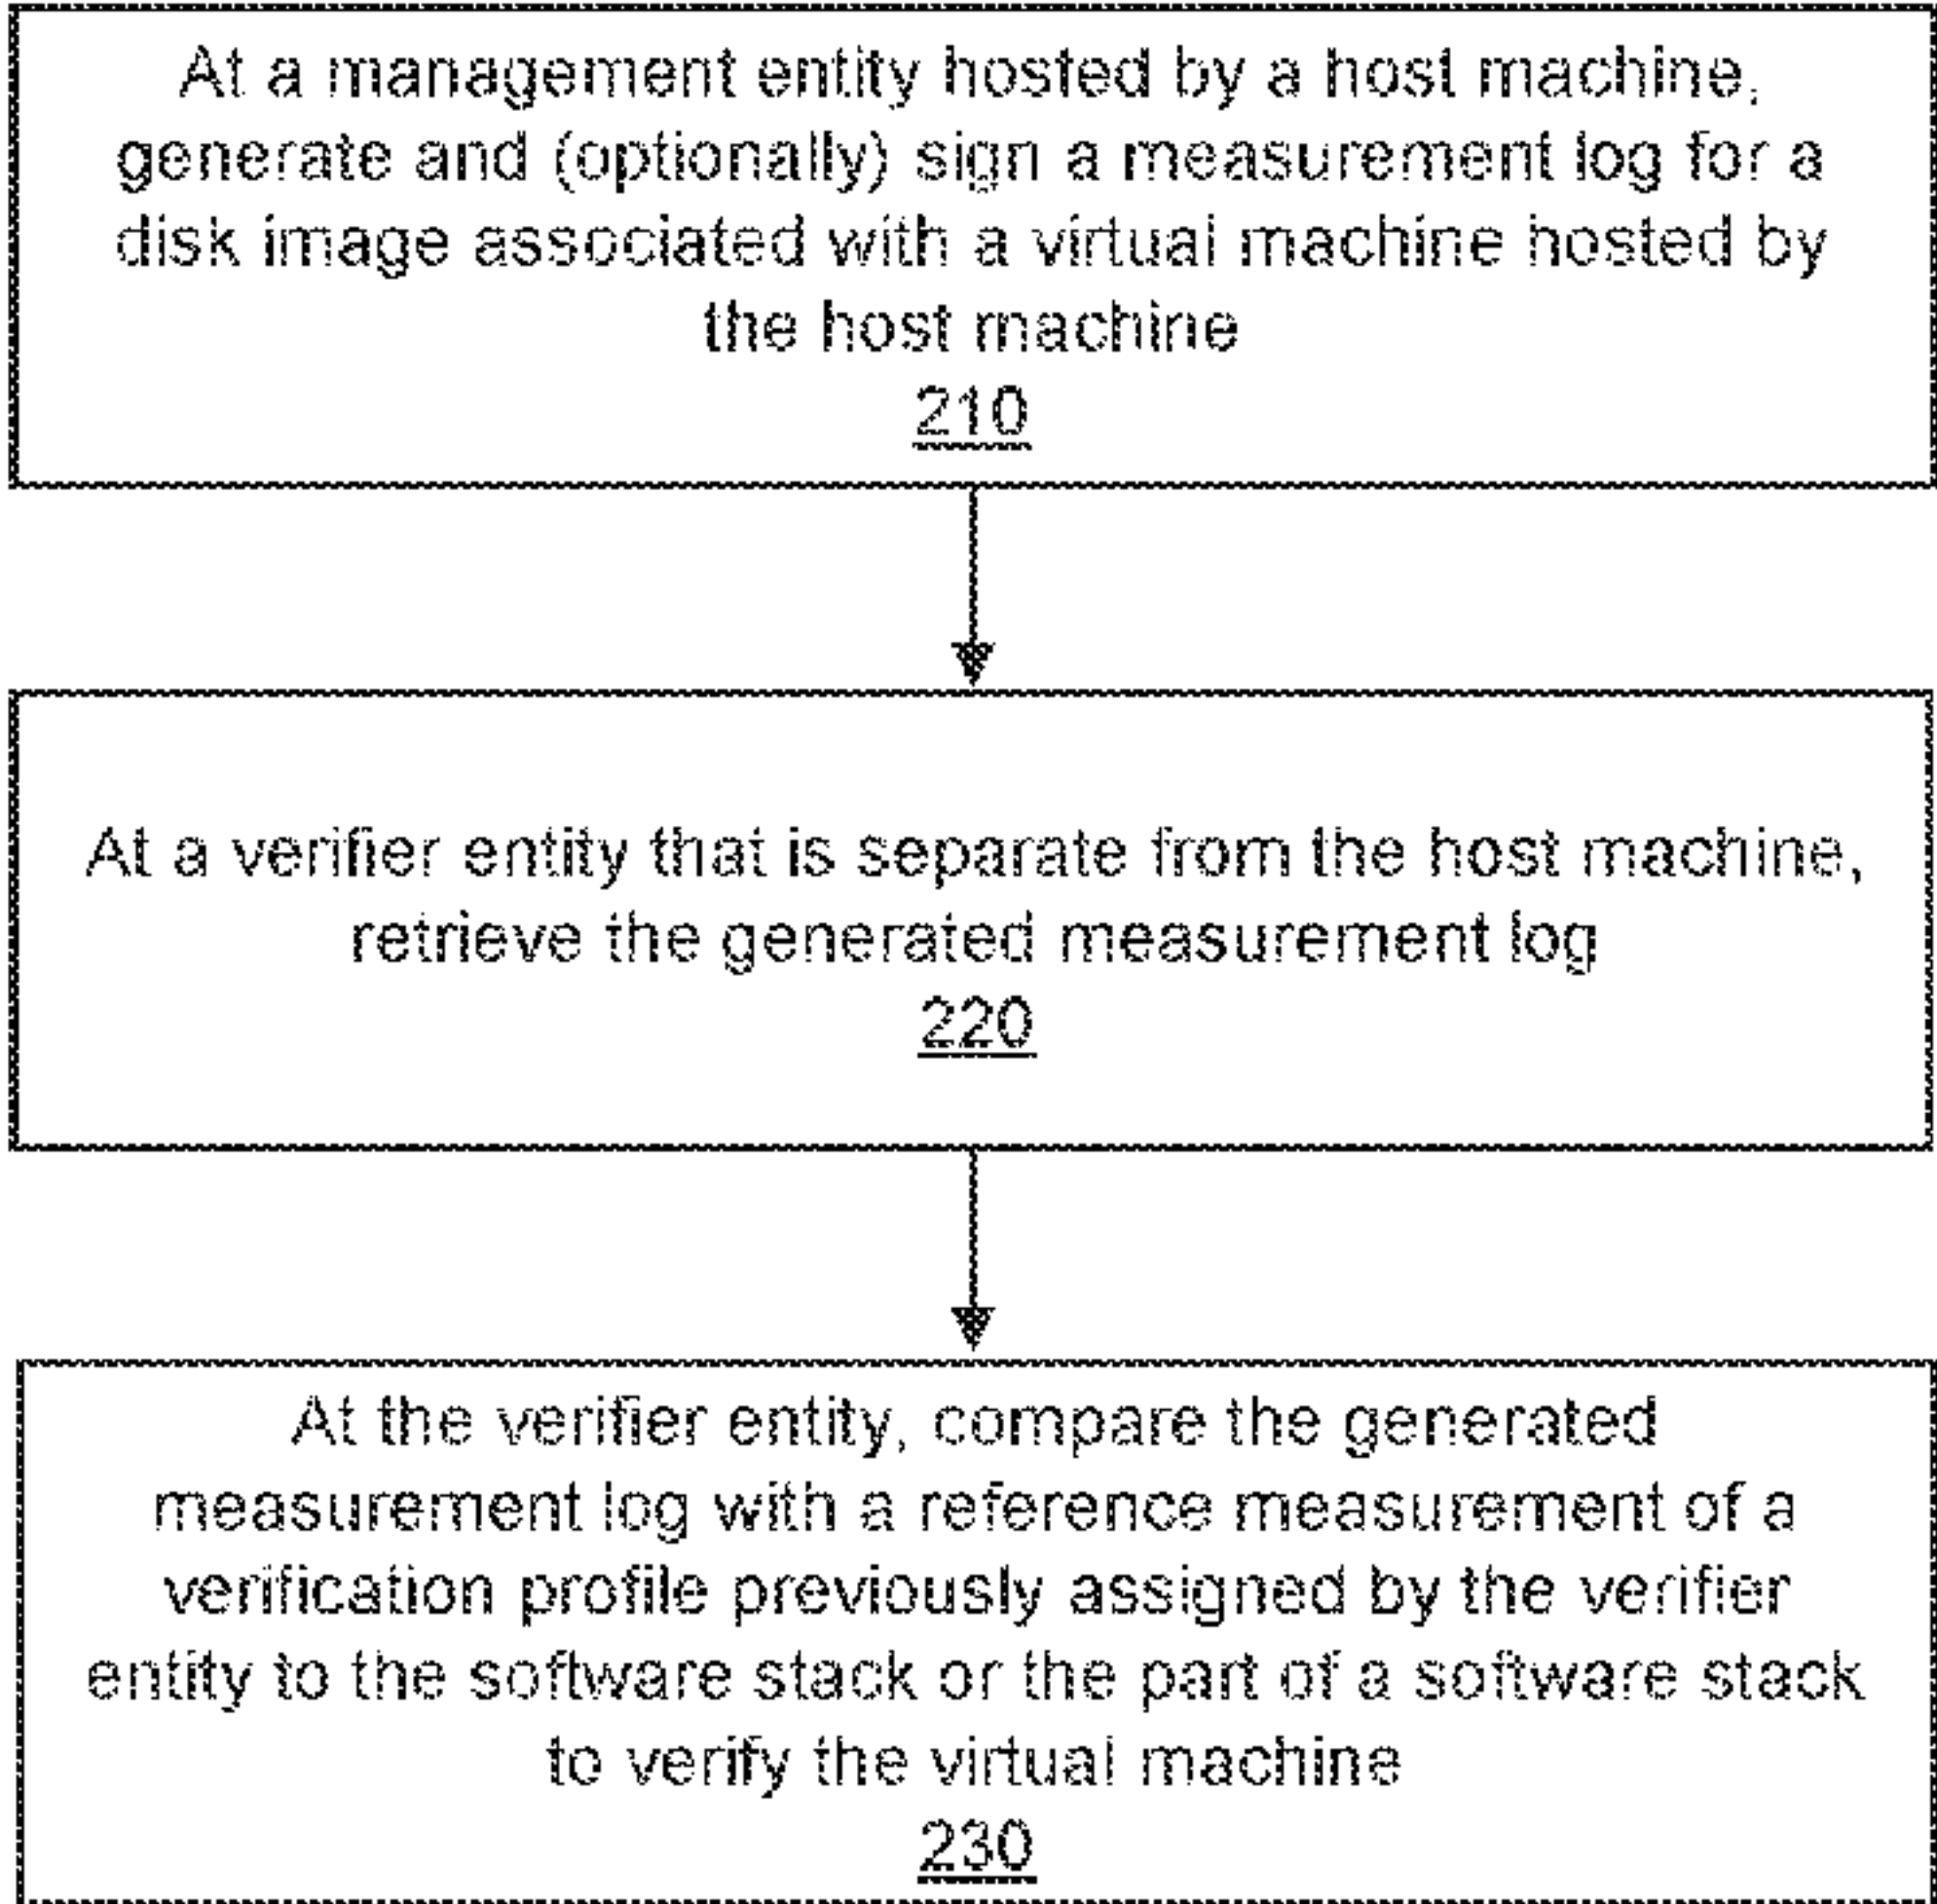 At a management entity hosted by a host machine,
generate and (optionally) sign a measurement log for a
disk image associated with a virtual machine hosted by
the host machine
210
At a verifier entity that is separate from the host machine,
retrieve the generated measurement log
220
At the verifier entity, compare the generated
measurement log with a reference measurement of a
verification profile previously assigned by the verifier
entity to the software stack or the part of a software stack
to verify the virtual machine
230